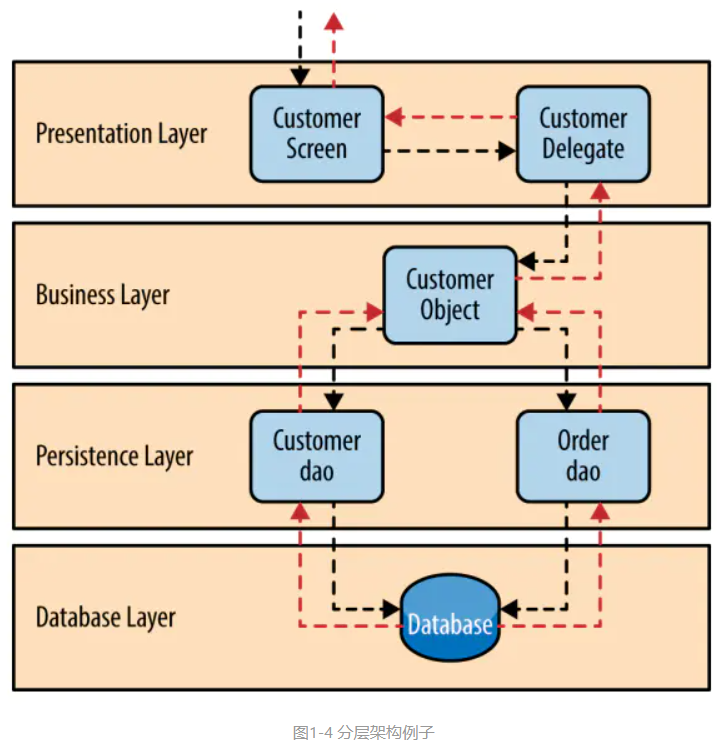 Presentation Layer
Customer
Screen
Customer
Delegate
Business Layer
Customer
Object
Persistence Layer
Customer
dao
Order
dao
Database Layer
Database
图1-4 分层架构例子